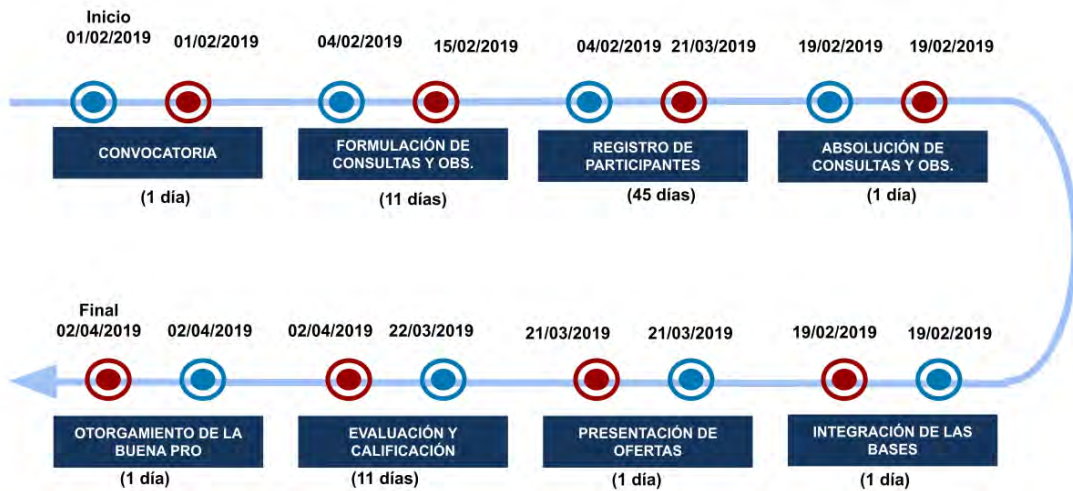 Inicio
01/02/2019
01/02/2019
04/02/2019
15/02/2019
04/02/2019
21/03/2019
19/02/2019
19/02/2019
CONVOCATORIA
FORMULACIÓN DE
CONSULTAS Y OBS.
REGISTRO DE
PARTICIPANTES
ABSOLUCIÓN DE
CONSULTAS Y OBS.
(1 día)
(11 días)
(45 días)
(1 día)
Final
02/04/2019
02/04/2019
02/04/2019
22/03/2019
21/03/2019
21/03/2019
19/02/2019
19/02/2019
OTORGAMIENTO DE LA
BUENA PRO
EVALUACIÓN Y
CALIFICACIÓN
PRESENTACIÓN DE
OFERTAS
INTEGRACIÓN DE LAS
BASES
(1 día)
(11 días)
(1 día)
(1 día)